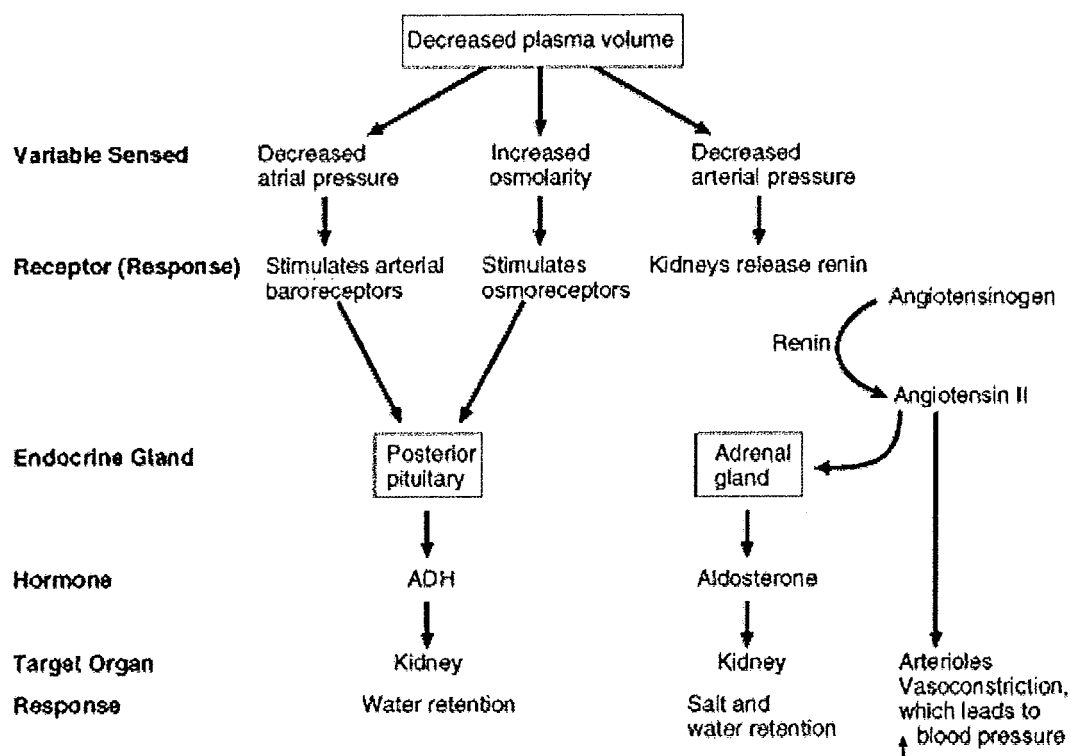 Decreased plasma volume
Variable Sensed
Decreased
atrial pressure
Increased
osmolarity
Decreased
arterial pressure
Receptor (Response)
Stimulates arterial
baroreceptors
Stimulates
osmoreceptors
Kidneys release renin
Angiotensinogen
Renin
Angiotensin II
Endocrine Gland
Posterior
pituitary
Adrenal
gland
Hormone
ADH
Aldosterone
Target Organ
Kidney
Kidney
Arterioles
Response
Water retention
Salt and
water retention
Vasoconstriction,
which leads to
↑ blood pressure